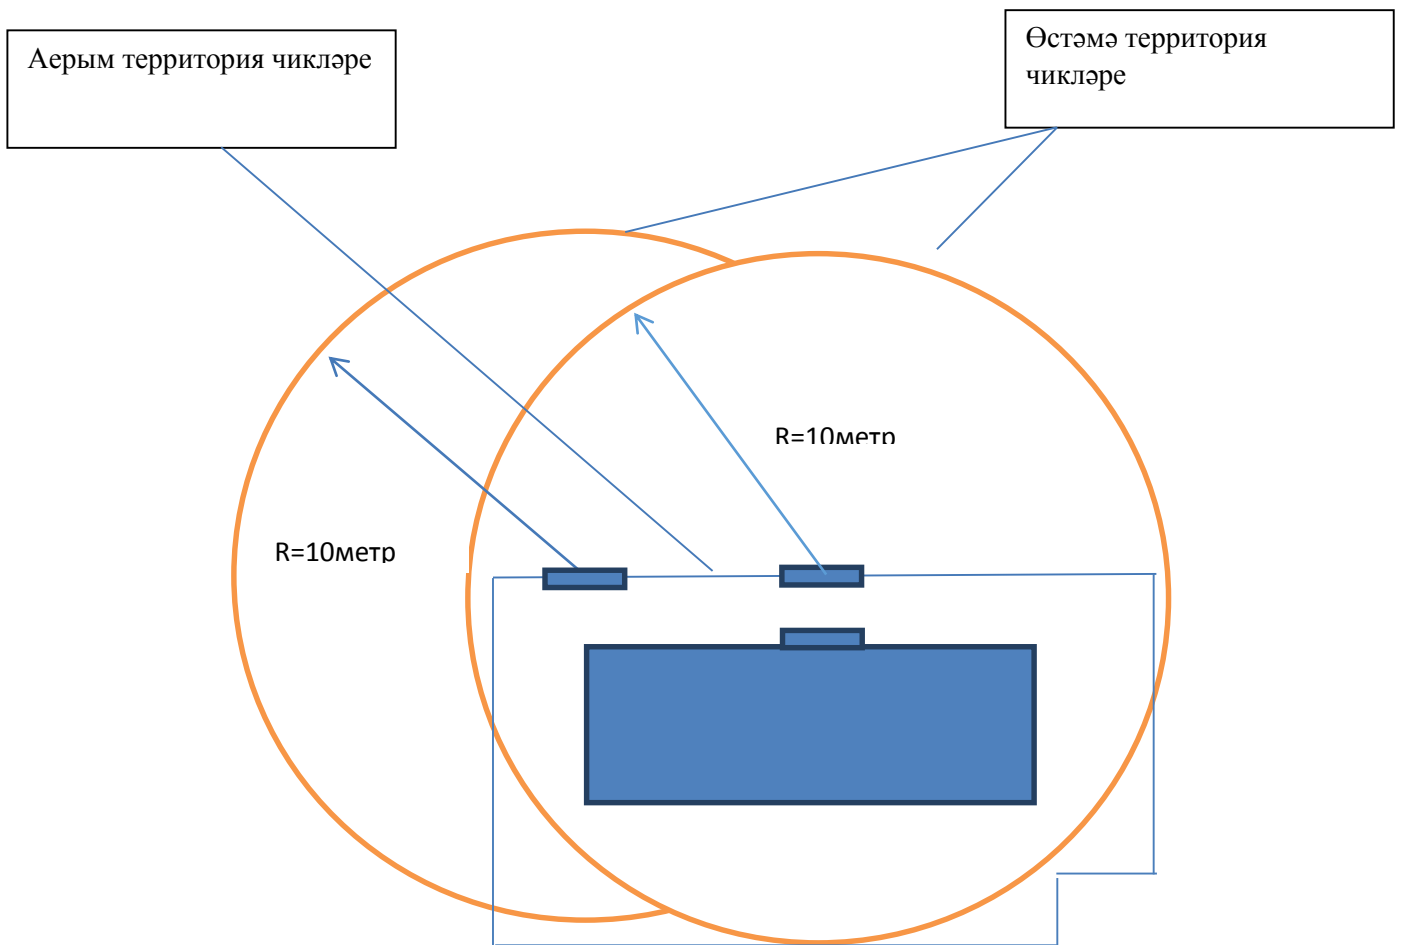 Аерым территория чикләре
Өстәмә территория
чикләре
R=10метр
R=10метр